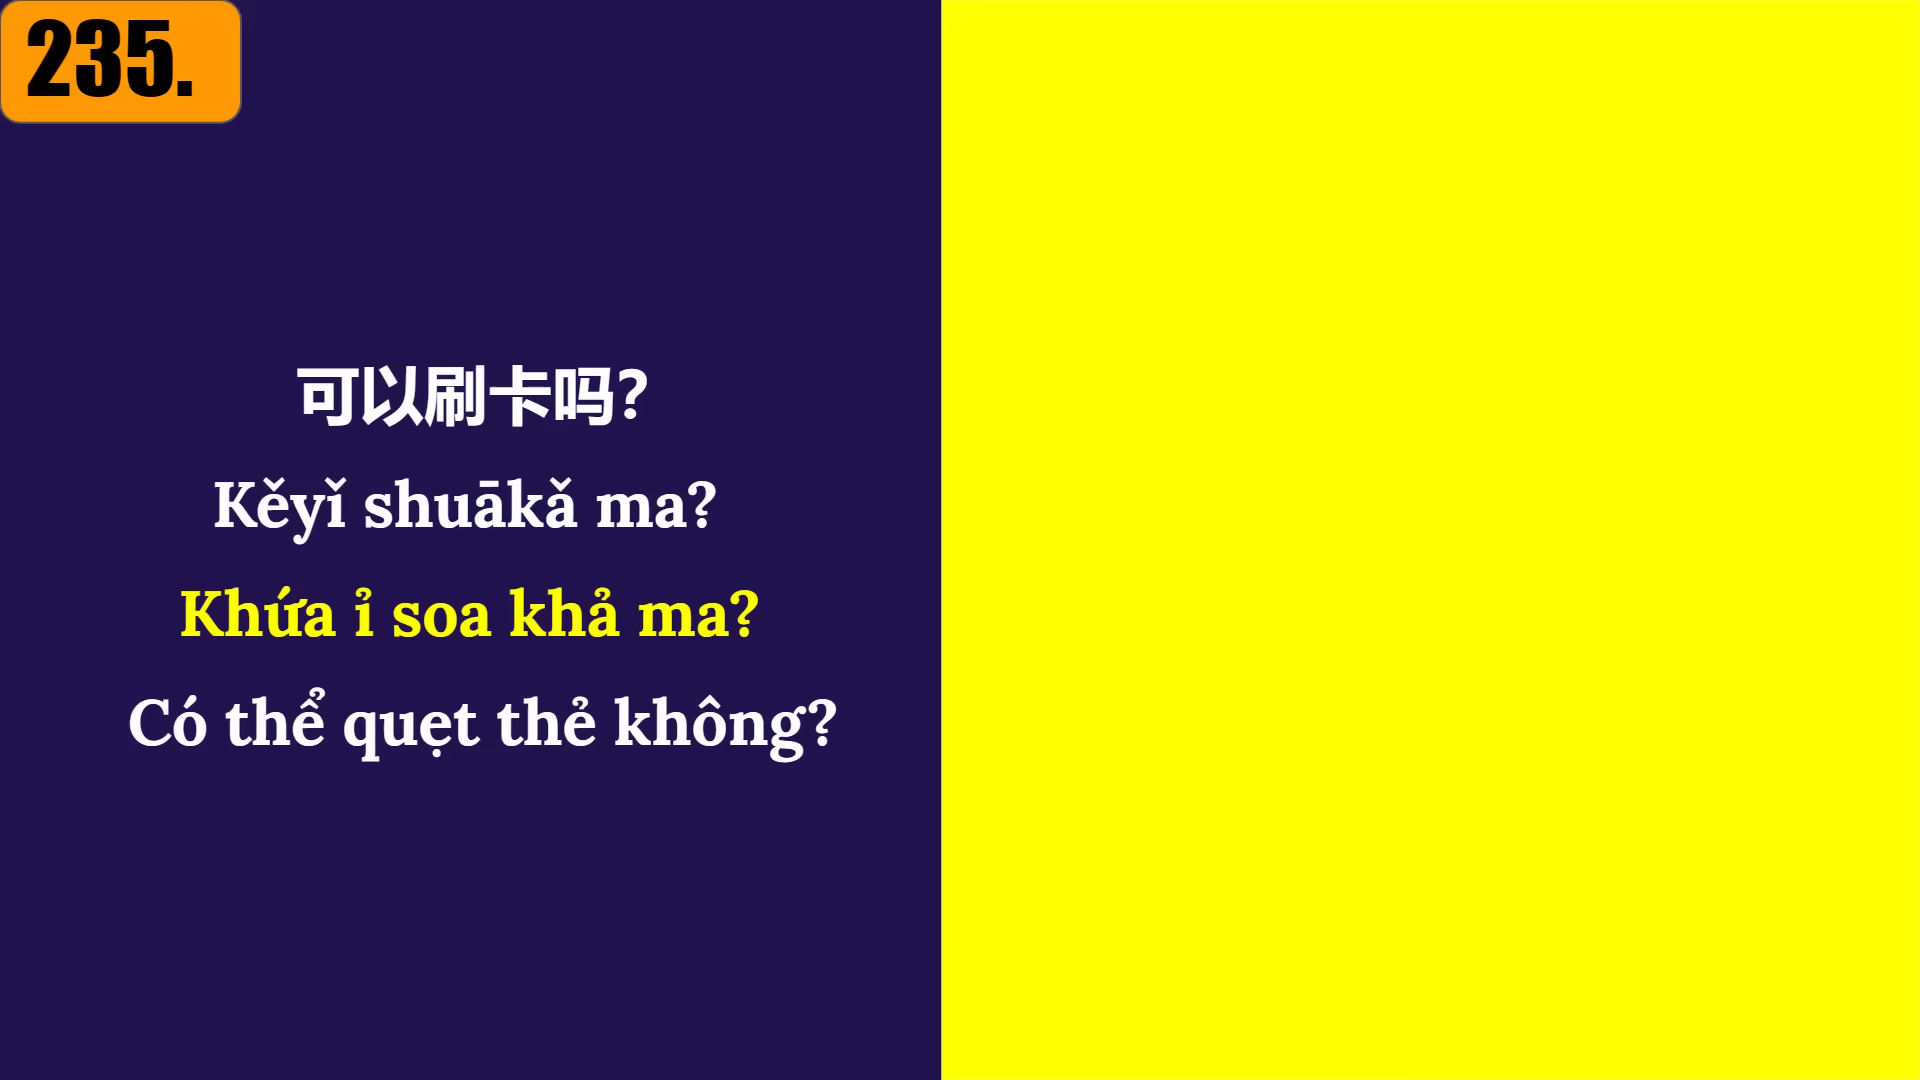 235.
可以刷卡吗?
Kěyǐ shuākǎ ma?
Khứa ỉ soa khả ma?
Có thể quẹt thẻ không?